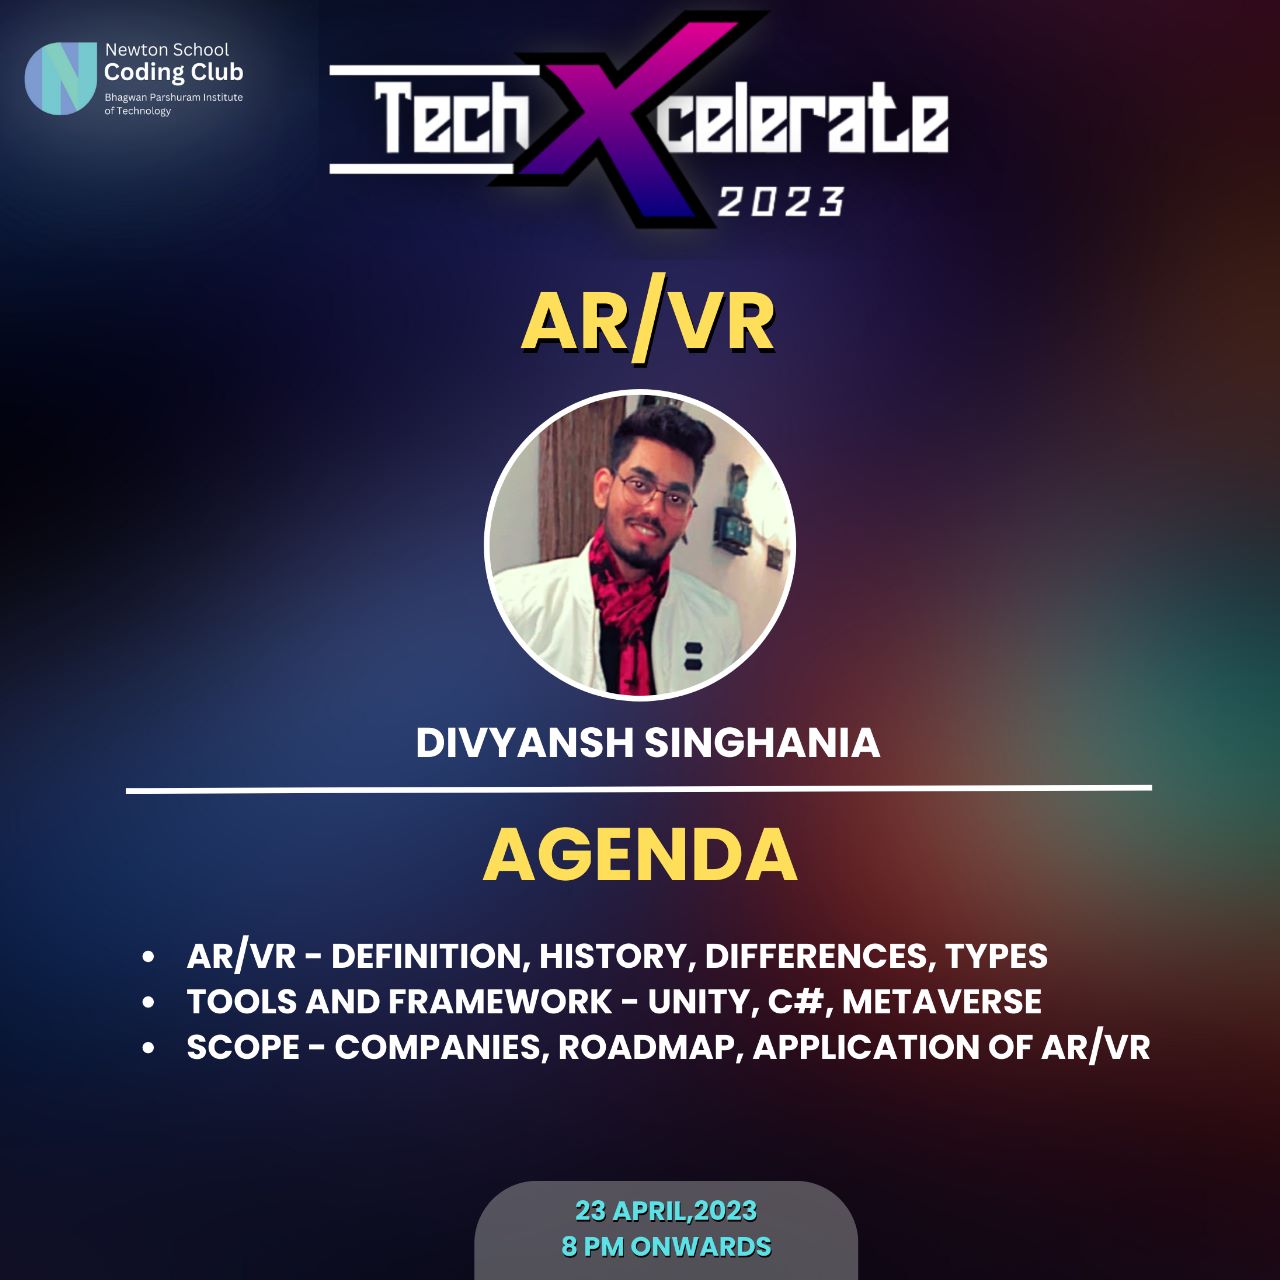 Newton School
Coding Club
Bhagwan Parshuram Institute
of Technology
TechXcelerate
2023
AR/VR
DIVYANSH SINGHANIA
AGENDA
• AR/VR - DEFINITION, HISTORY, DIFFERENCES, TYPES
• TOOLS AND FRAMEWORK - UNITY, C#, METAVERSE
• SCOPE - COMPANIES, ROADMAP, APPLICATION OF AR/VR
23 APRIL,2023
8 PM ONWARDS